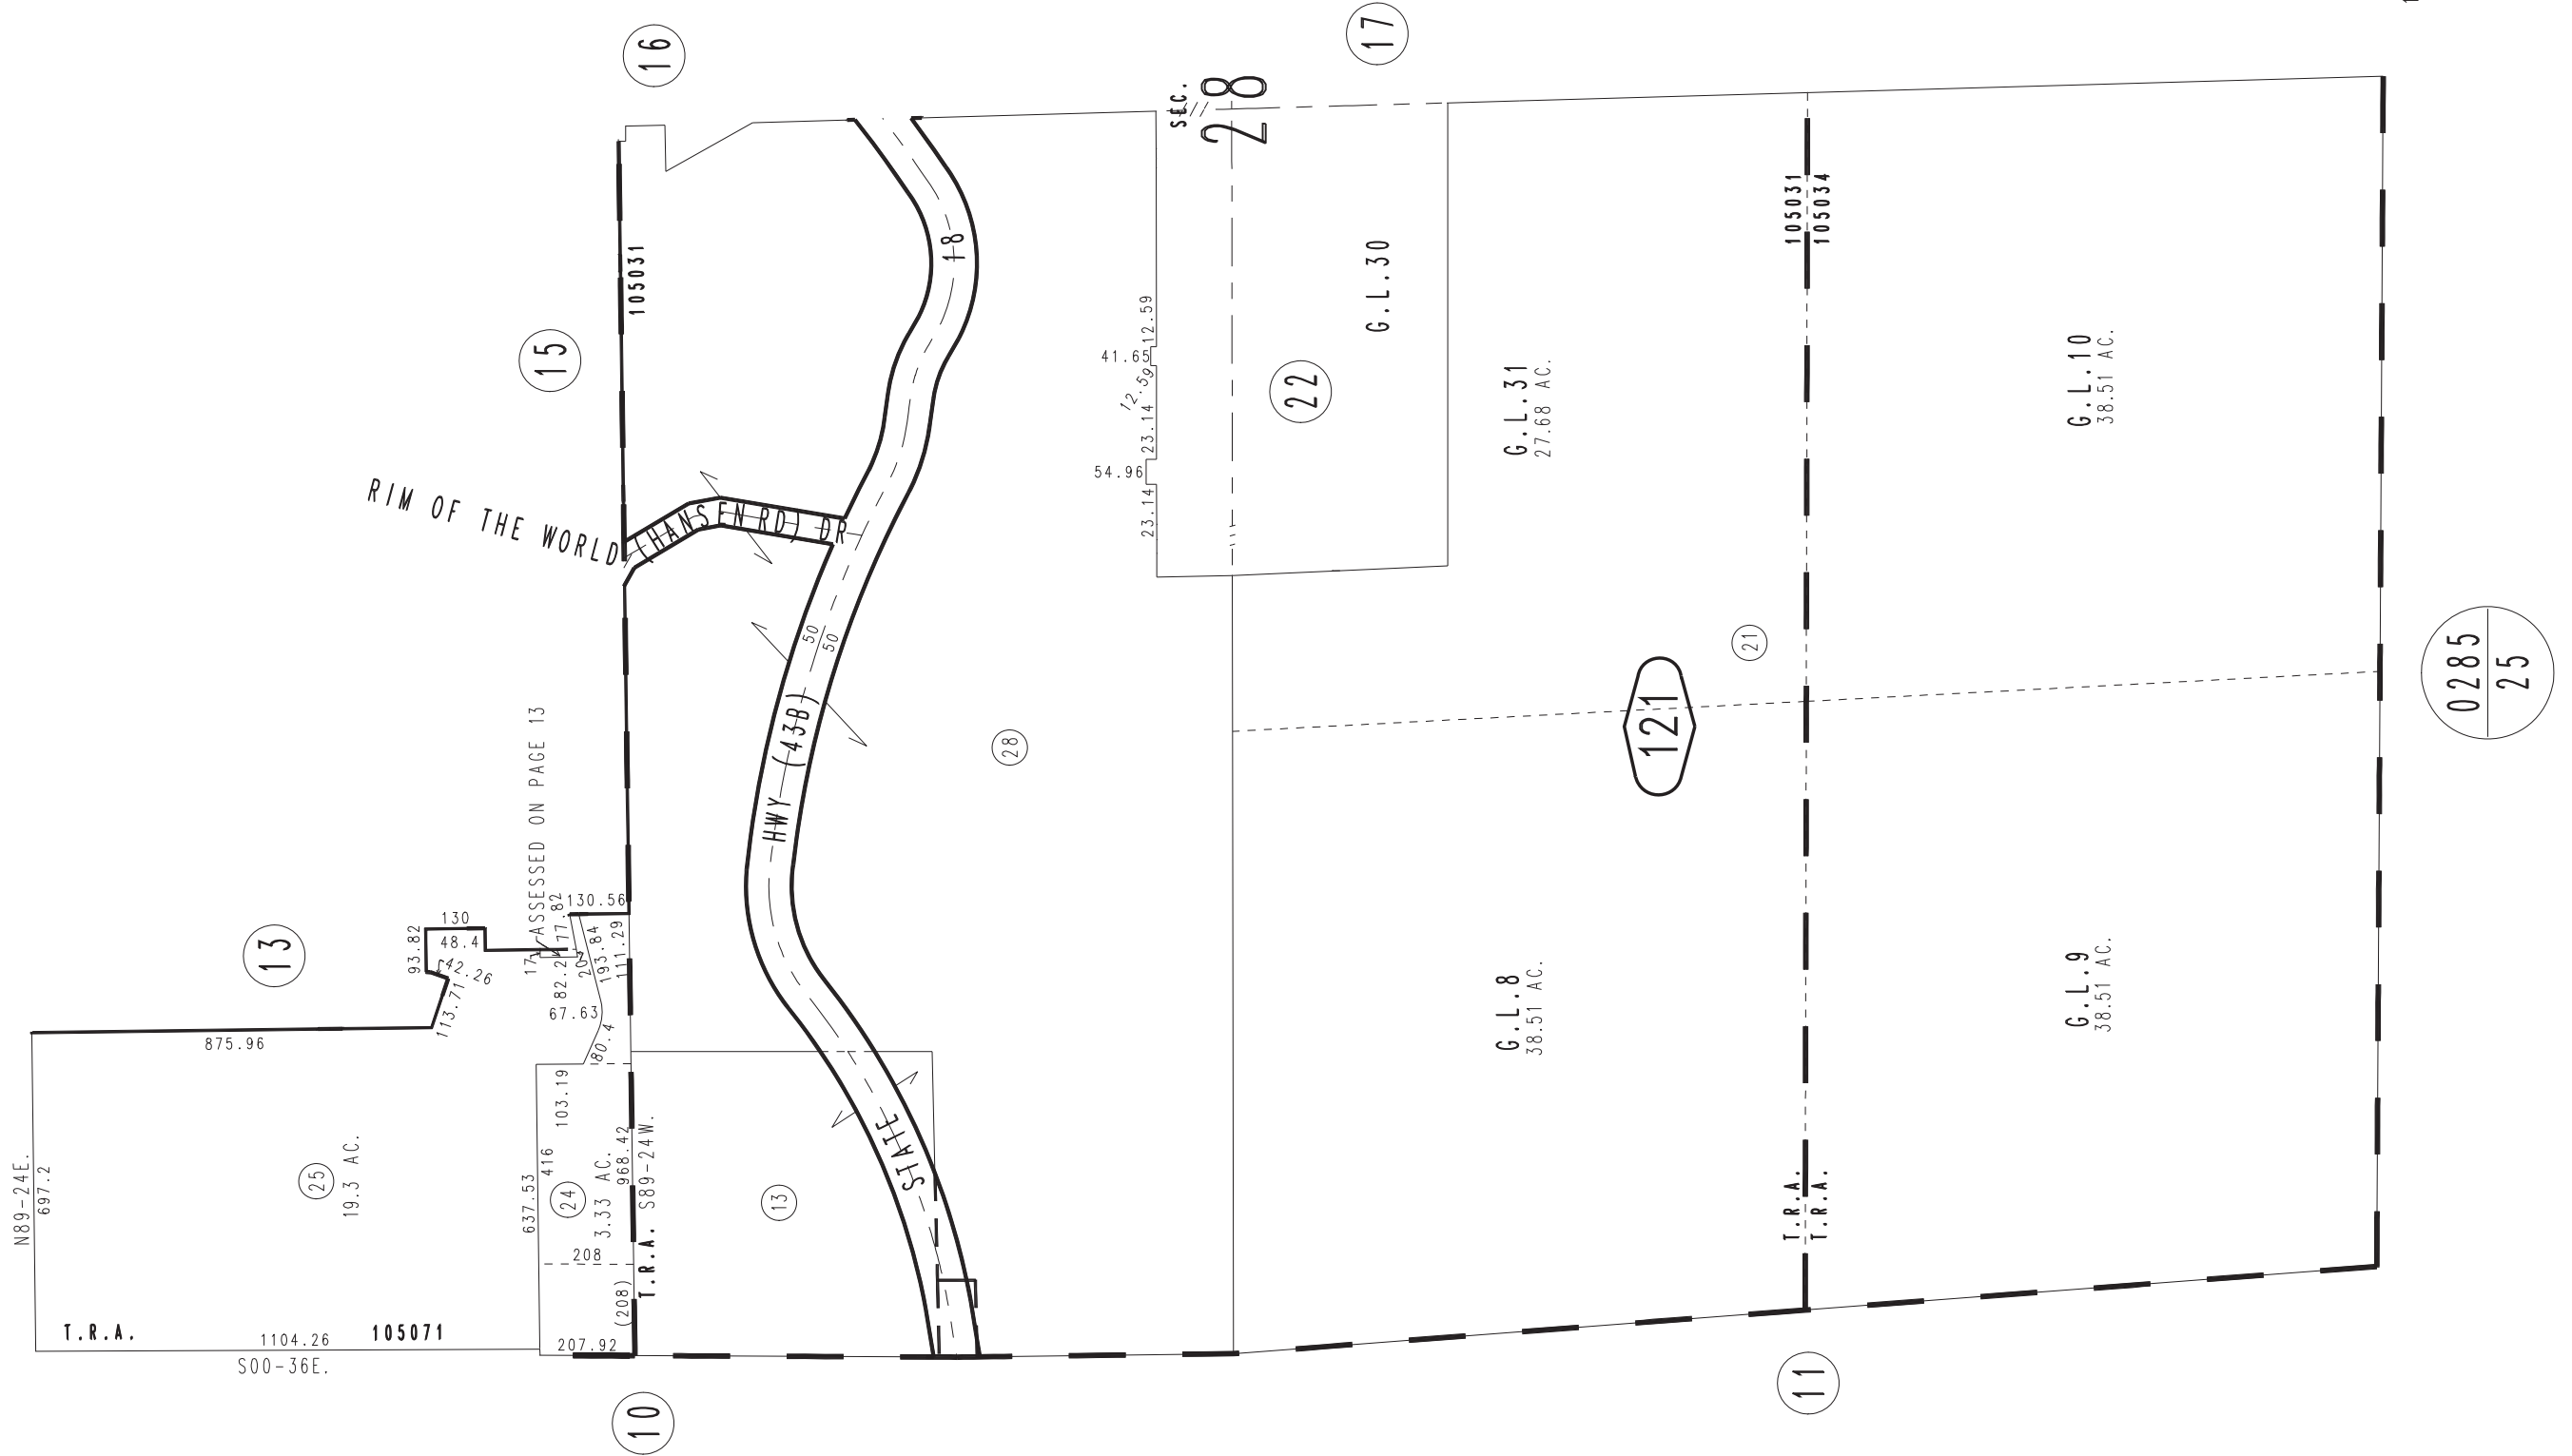 16
17
SEC.
28
15
105031
18
RIM OF THE WORLD (HANSEN RD) DR
12.59
41.65
12.59
23.14
54.96
23.14
G.L.30
22
105031
105034
G.L.31
27.68 AC.
G.L.10
38.51 AC.
50
50
HWY (43B)
28
21
121
0285
25
ASSESSED ON PAGE 13
13
130
48.4
93.82
42.26
113.71
130.56
77.82
17
20
193.84
111.29
82.2
67.63
80.4
875.96
N89-24E.
697.2
25
19.3 AC.
T.R.A.
1104.26
105071
S00-36E.
637.53
416
103.19
24
3.33 AC.
968.42
S89-24W.
T.R.A.
208
(208)
207.92
13
STATE
G.L.8
38.51 AC.
G.L.9
38.51 AC.
T.R.A.
T.R.A.
10
11